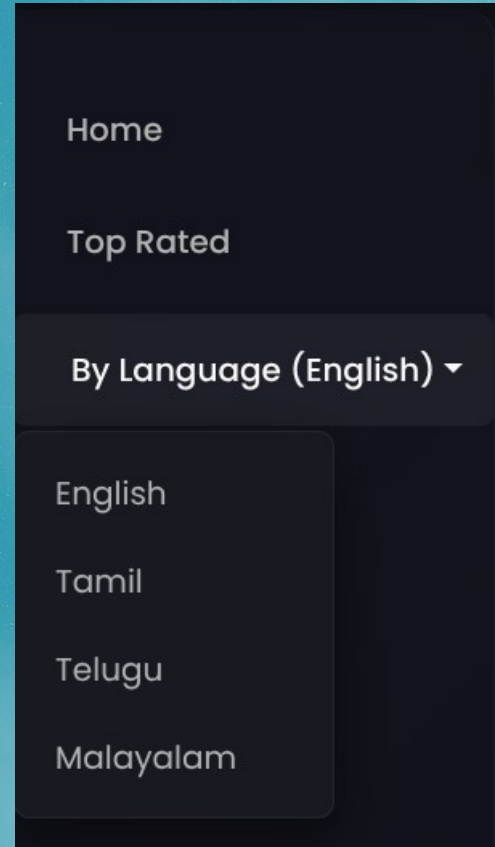 Home
Top Rated
By Language (English)
English
Tamil
Telugu
Malayalam